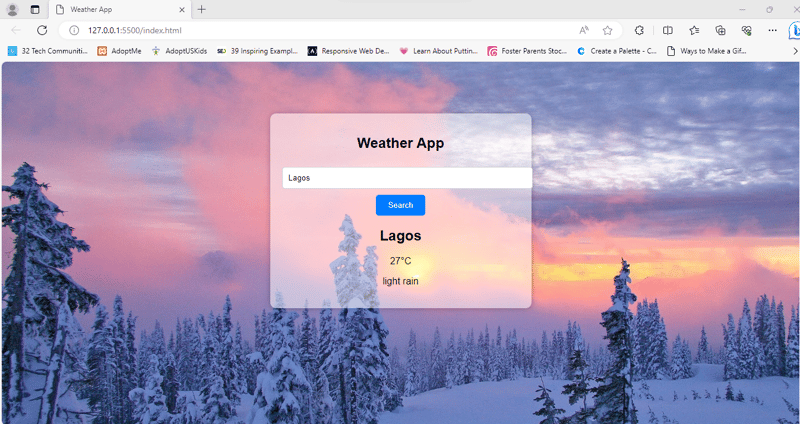 Weather App
127.0.0.1:5500/index.html
32 Tech Communiti...
AdoptMe
AdoptUSKids
39 Inspiring Exampl...
Responsive Web De...
Learn About Puttin...
Foster Parents Stoc...
Create a Palette - C...
Ways to Make a Gif...
Weather App
Lagos
Search
Lagos
27°C
light rain